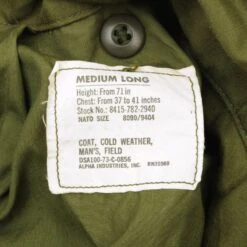 MEDIUM LONG
Height: From 71 in
Chest: From 37 to 41 inches
Stock No.: 8415-782-2940
NATO SIZE 8090/9404
COAT, COLD WEATHER,
MAN'S, FIELD
DSA100-73-C-0856
ALPHA INDUSTRIES, INC.